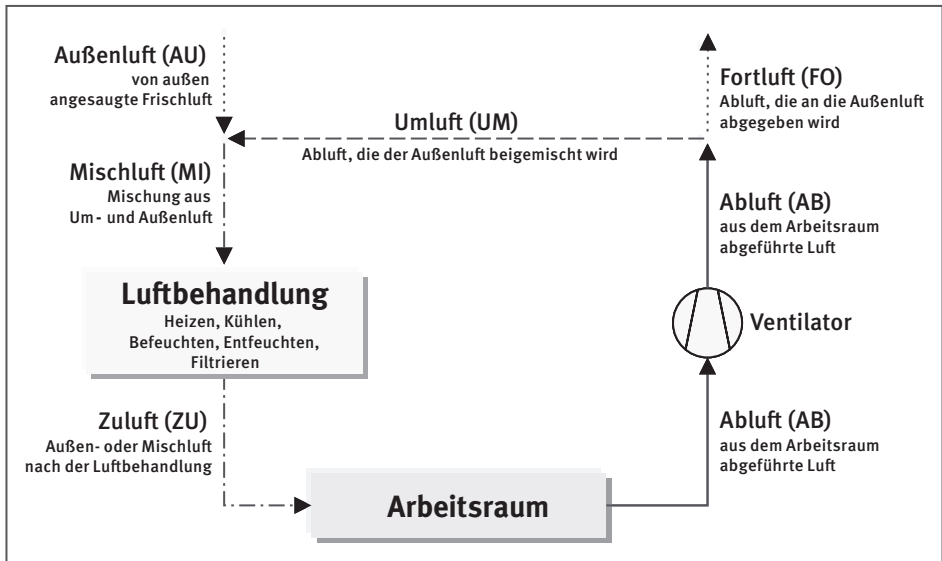 Außenluft (AU)
von außen
angesaugte Frischluft
Fortluft (FO)
Abluft, die an die Außenluft
abgegeben wird
Umluft (UM)
Abluft, die der Außenluft beigemischt wird
Mischluft (MI)
Mischung aus
Um- und Außenluft
Abluft (AB)
aus dem Arbeitsraum
abgeführte Luft
Luftbehandlung
Heizen, Kühlen,
Befeuchten, Entfeuchten,
Filtrieren
Ventilator
Zuluft (ZU)
Außen- oder Mischluft
nach der Luftbehandlung
Abluft (AB)
aus dem Arbeitsraum
abgeführte Luft
Arbeitsraum